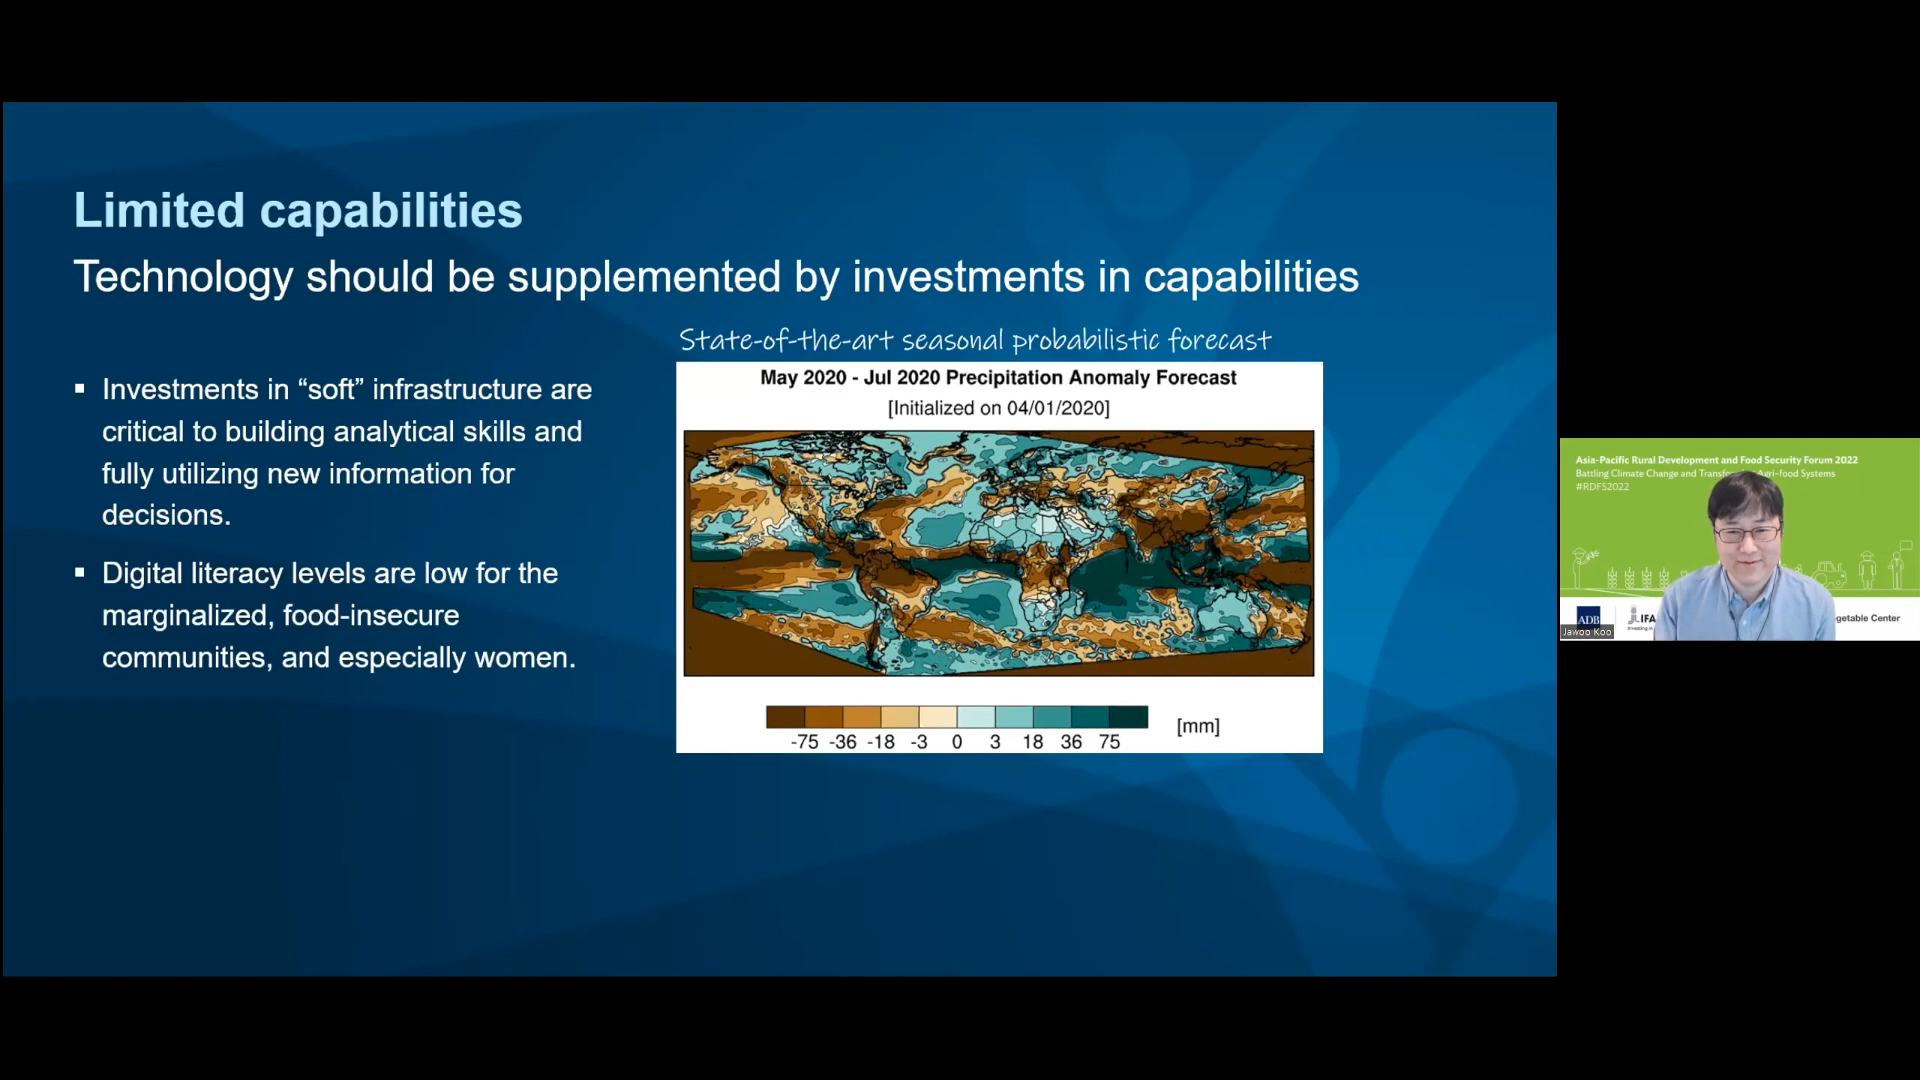 Limited capabilities
Technology should be supplemented by investments in capabilities
▪ Investments in “soft” infrastructure are
critical to building analytical skills and
fully utilizing new information for
decisions.
▪ Digital literacy levels are low for the
marginalized, food-insecure
communities, and especially women.
State-of-the-art seasonal probabilistic forecast
May 2020 - Jul 2020 Precipitation Anomaly Forecast
[Initialized on 04/01/2020]
-75 -36 -18 -3 0 3 18 36 75 [mm]
Asia-Pacific Rural Development and Food Security Forum 2022
Battling Climate Change and Agri-food Systems
#RDFS2022
ADB
Jawoo Koo
Center